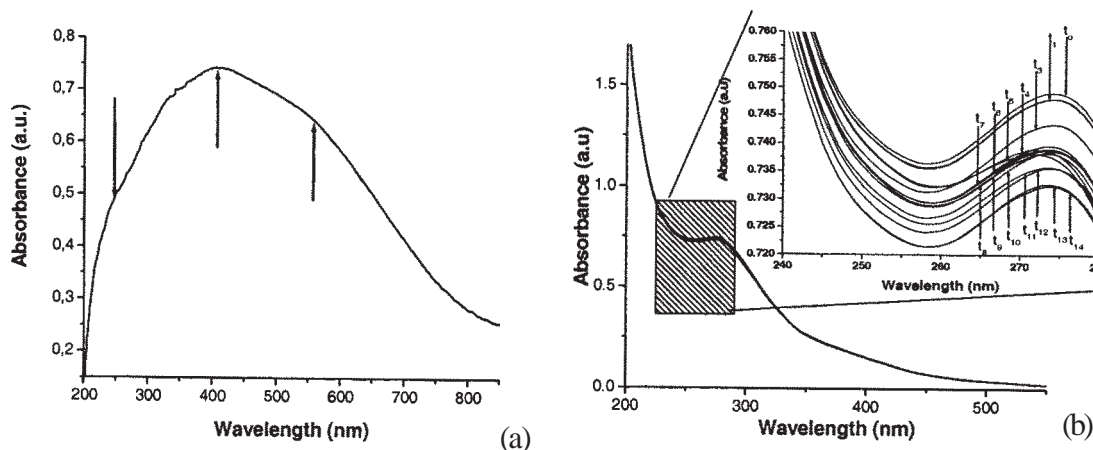 0,8
0,7
0,6
0,5
0,4
0,3
0,2
200 300 400 500 600 700 800
Absorbance (a.u.)
Wavelength (nm)
(a)
1.5
1.0
0.5
0.0
200 300 400 500
Absorbance (a.u)
Wavelength (nm)
0.760
0.755
0.750
0.745
0.740
0.735
0.730
0.725
0.720
240 250 260 270
Absorbance (a.u)
Wavelength (nm)
t7 t6 t5 t4 t3 t1 t0
t8 t9 t10 t11 t12 t13 t14
(b)